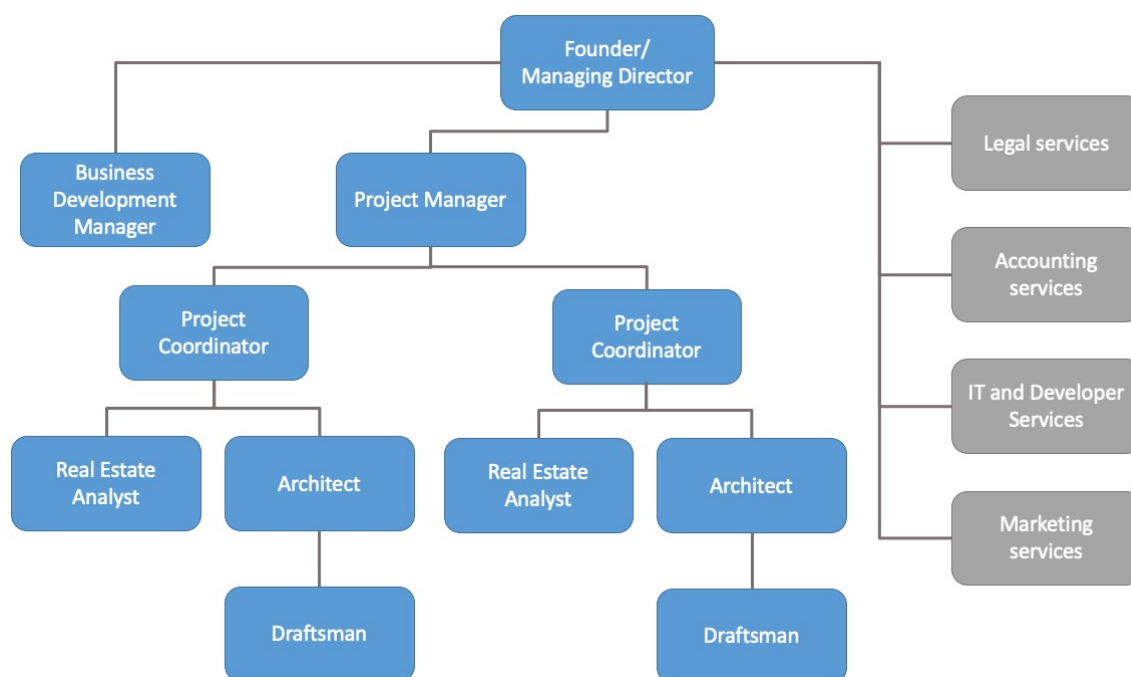 Founder/
Managing Director
Business
Development
Manager
Project Manager
Legal services
Accounting
services
Project
Coordinator
Project
Coordinator
IT and Developer
Services
Real Estate
Analyst
Architect
Real Estate
Analyst
Architect
Marketing
services
Draftsman
Draftsman